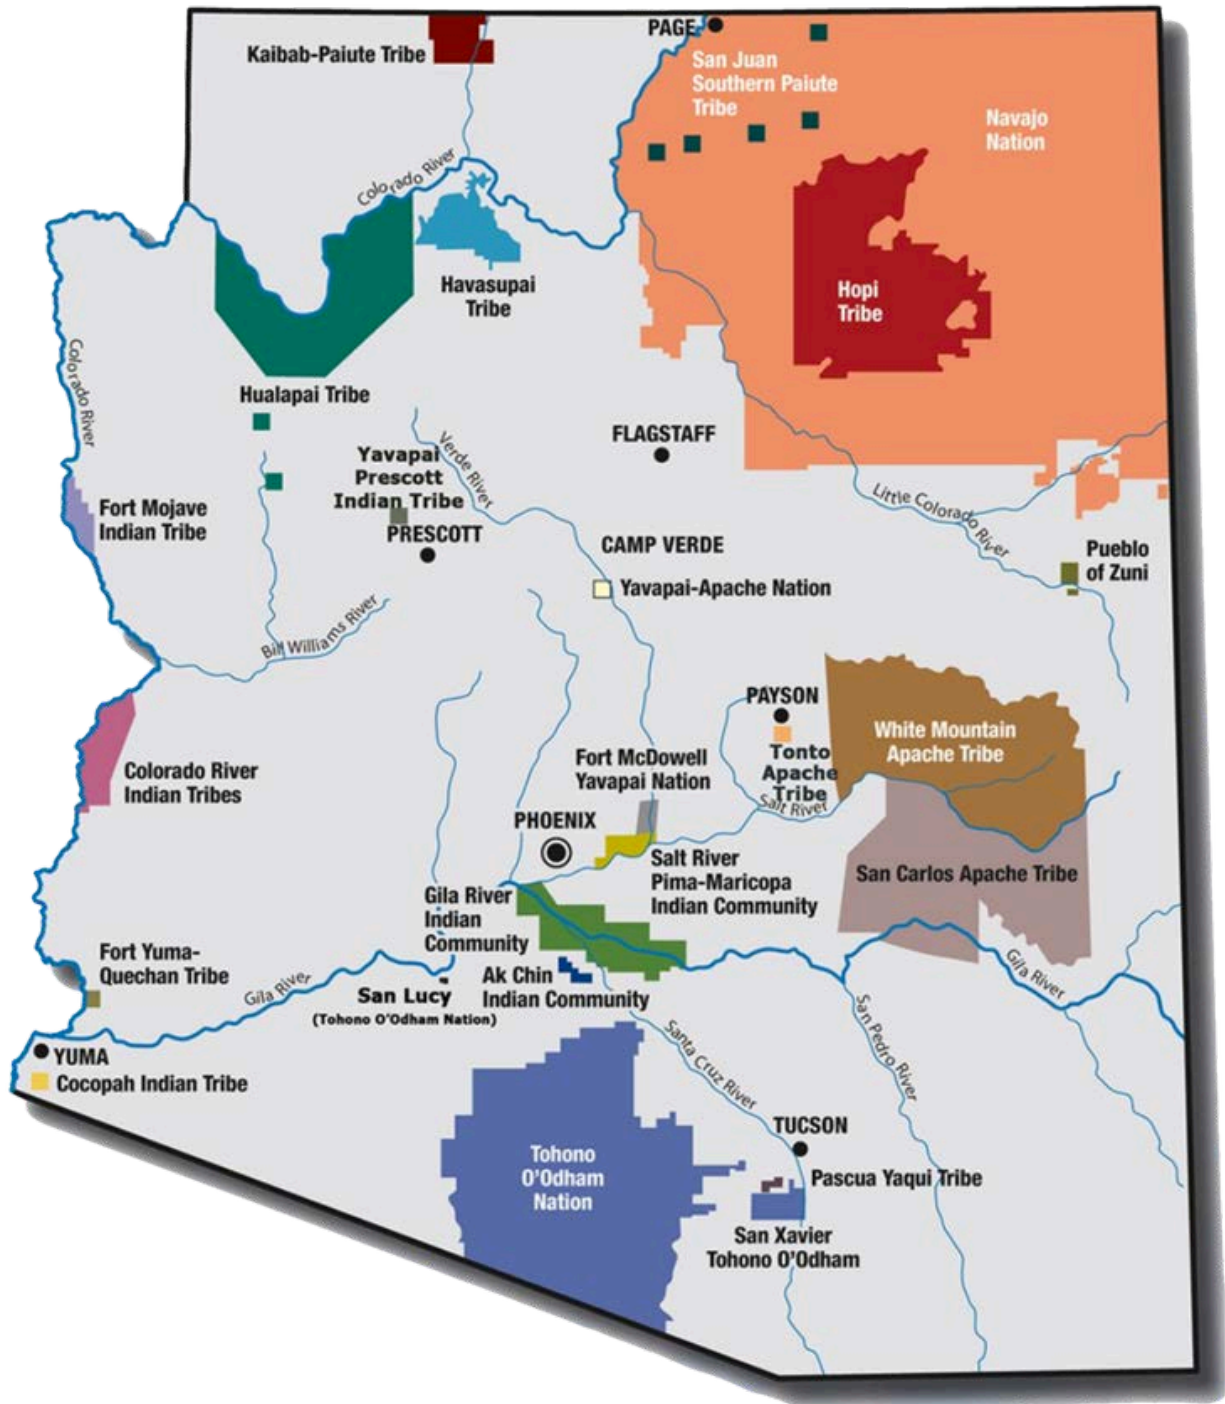 PAGE
Kaibab-Paiute Tribe
San Juan
Southern Paiute
Tribe
Navajo
Nation
Colorado River
Havasupai
Tribe
Hopi
Tribe
Colorado River
Hualapai Tribe
FLAGSTAFF
Yavapai
Prescott
Indian Tribe
Verde River
PRESCOTT
Little Colorado River
Fort Mojave
Indian Tribe
CAMP VERDE
Yavapai-Apache Nation
Pueblo
of Zuni
Bill Williams River
PAYSON
Tonto
Apache
Tribe
White Mountain
Apache Tribe
Colorado River
Indian Tribes
Fort McDowell
Yavapai Nation
Salt River
PHOENIX
Salt River
Pima-Maricopa
Indian Community
San Carlos Apache Tribe
Gila River
Indian
Community
Fort Yuma-
Quechan Tribe
Gila River
San Lucy
(Tohono O'Odham Nation)
Ak Chin
Indian Community
Gila River
San Pedro River
Santa Cruz River
YUMA
Cocopah Indian Tribe
TUCSON
Tohono
O'Odham
Nation
Pascua Yaqui Tribe
San Xavier
Tohono O'Odham